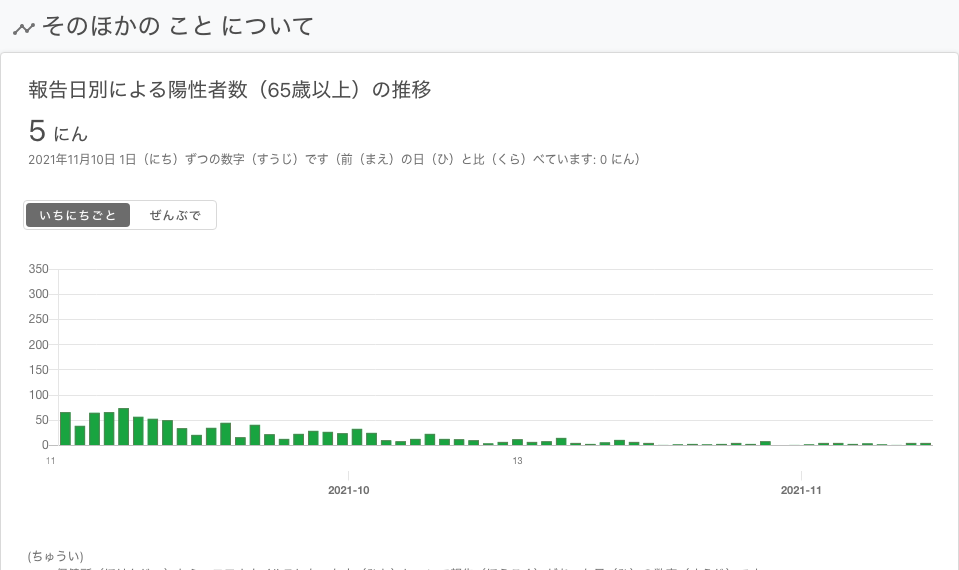 そのほかの こと について
報告日別による陽性者数（65歳以上）の推移
5 にん
2021年11月10日 1日（にち）ずつの数字（すうじ）です（前（まえ）の日（ひ）と比（くら）べています: 0 にん）
いちにちごと ぜんぶで
350
300
250
200
150
100
50
0
11 13
2021-10 2021-11
(ちゅうい)